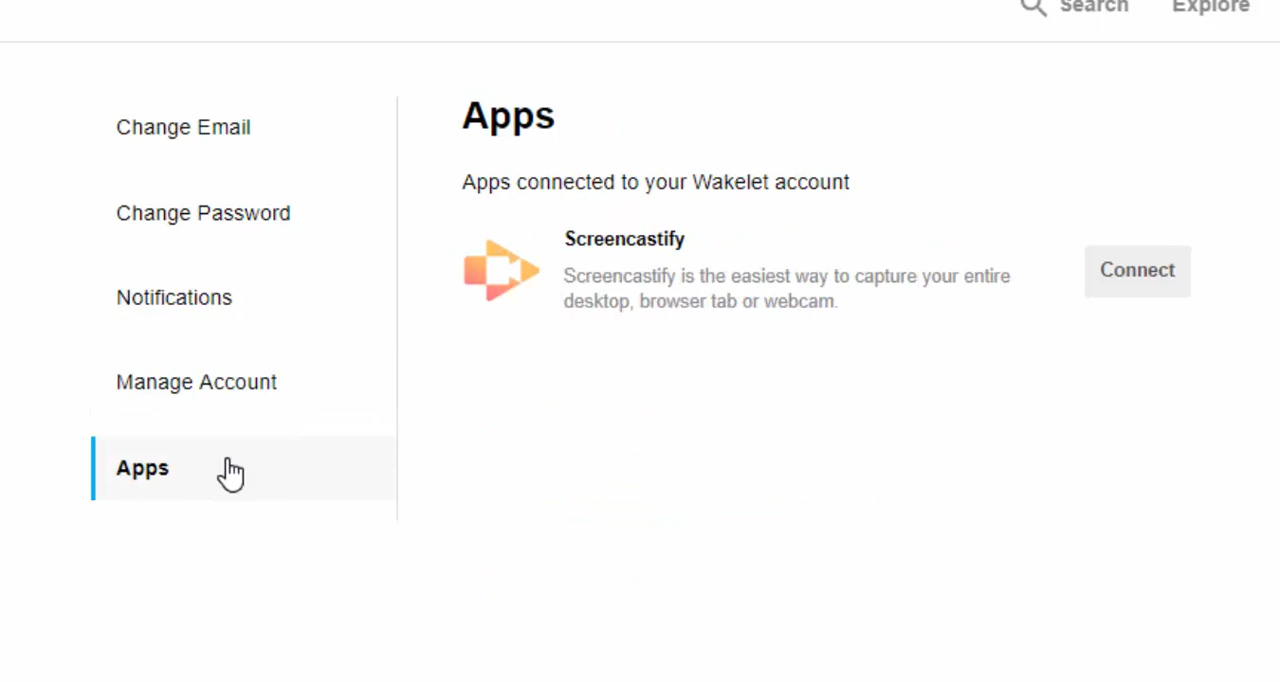 Search Explore
Change Email
Change Password
Notifications
Manage Account
Apps
Apps
Apps connected to your Wakelet account
Screencastify
Screencastify is the easiest way to capture your entire
desktop, browser tab or webcam.
Connect